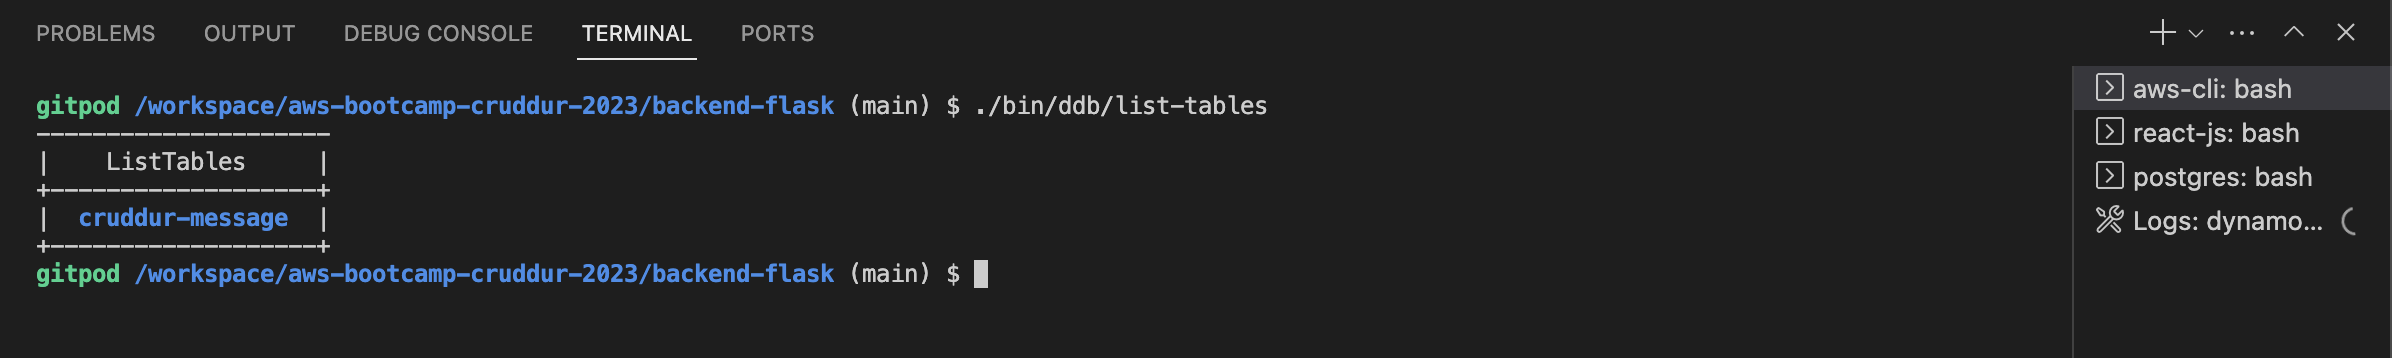 PROBLEMS OUTPUT DEBUG CONSOLE TERMINAL PORTS
gitpod /workspace/aws-bootcamp-cruddur-2023/backend-flask (main) $ ./bin/ddb/list-tables
---------------------
|    ListTables     |
+-------------------+
|  cruddur-message  |
+-------------------+
gitpod /workspace/aws-bootcamp-cruddur-2023/backend-flask (main) $
aws-cli: bash
react-js: bash
postgres: bash
Logs: dynamo...